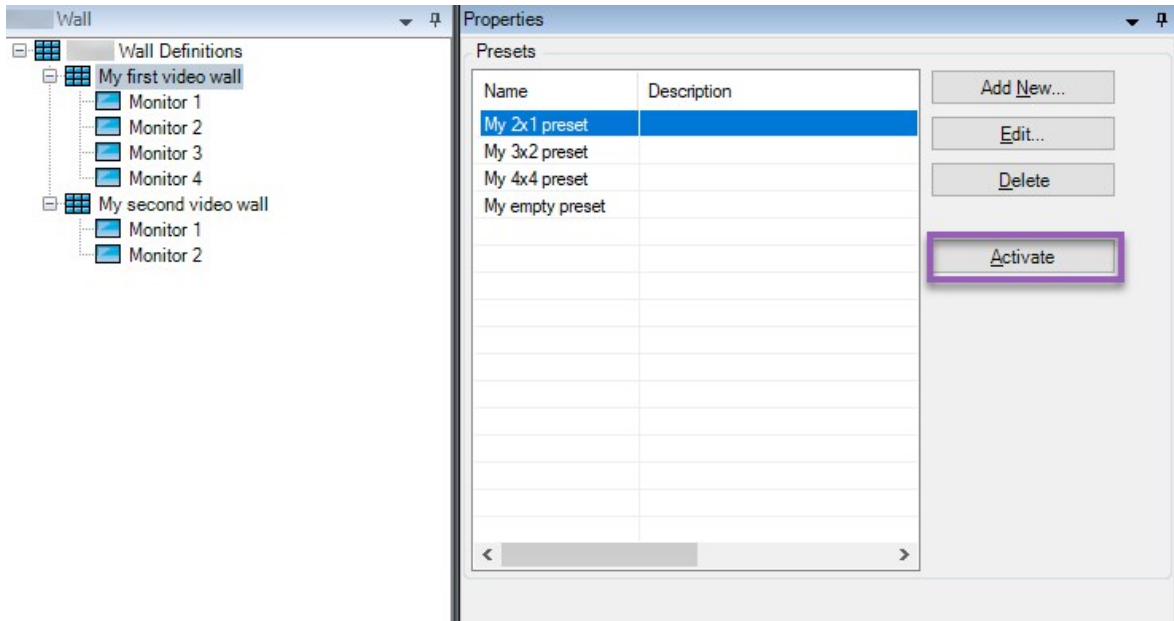 Wall
Wall Definitions
My first video wall
Monitor 1
Monitor 2
Monitor 3
Monitor 4
My second video wall
Monitor 1
Monitor 2
Properties
Presets
Name Description
My 2x1 preset
My 3x2 preset
My 4x4 preset
My empty preset
Add New...
Edit...
Delete
Activate